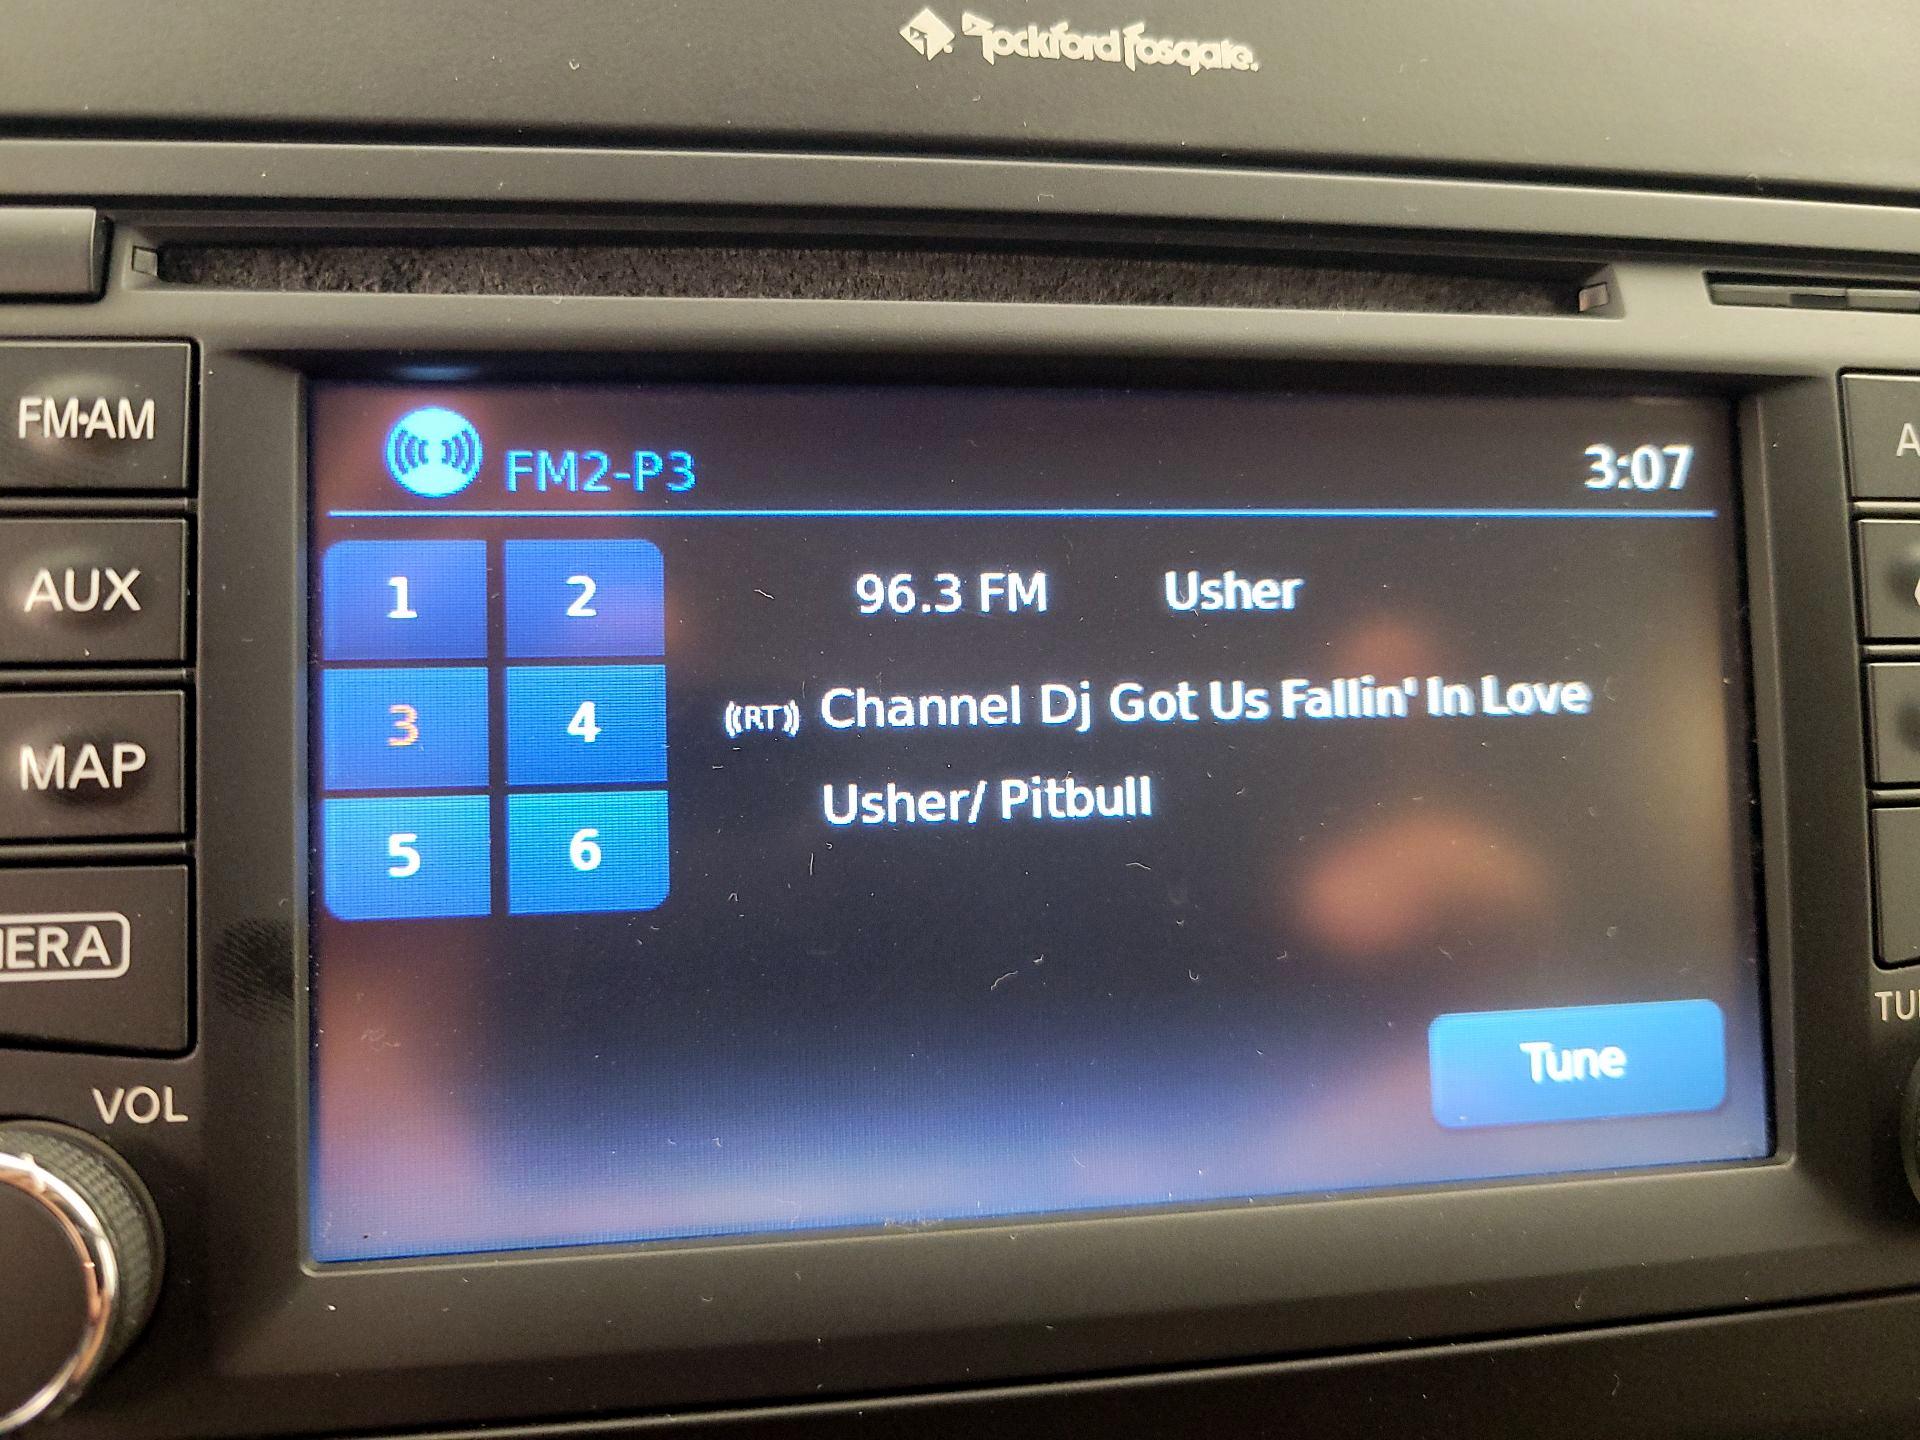 Rockford Fosgate.
FM•AM
FM2-P3
3:07
AUX
1
2
96.3 FM
Usher
MAP
3
4
((RT))
Channel Dj Got Us Fallin' In Love
Usher/ Pitbull
5
6
ERA
Tune
VOL